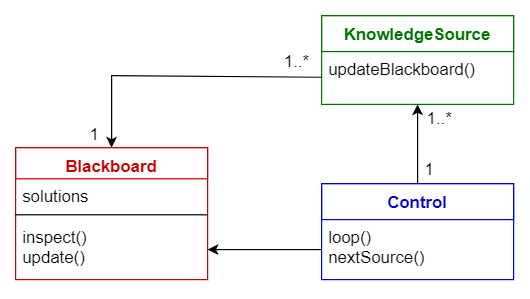 KnowledgeSource
updateBlackboard()
1..*
1..*
1
1
Blackboard
solutions
inspect()
update()
Control
loop()
nextSource()